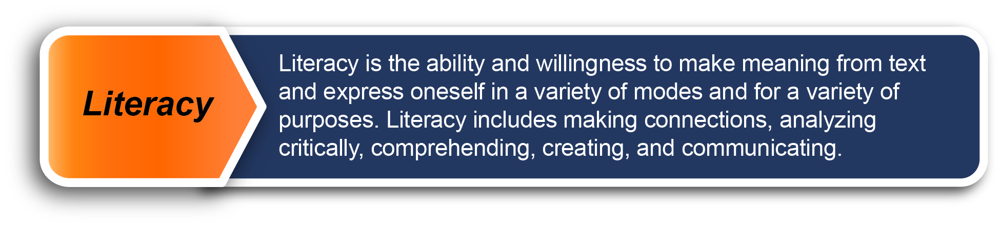 Literacy
Literacy is the ability and willingness to make meaning from text
and express oneself in a variety of modes and for a variety of
purposes. Literacy includes making connections, analyzing
critically, comprehending, creating, and communicating.